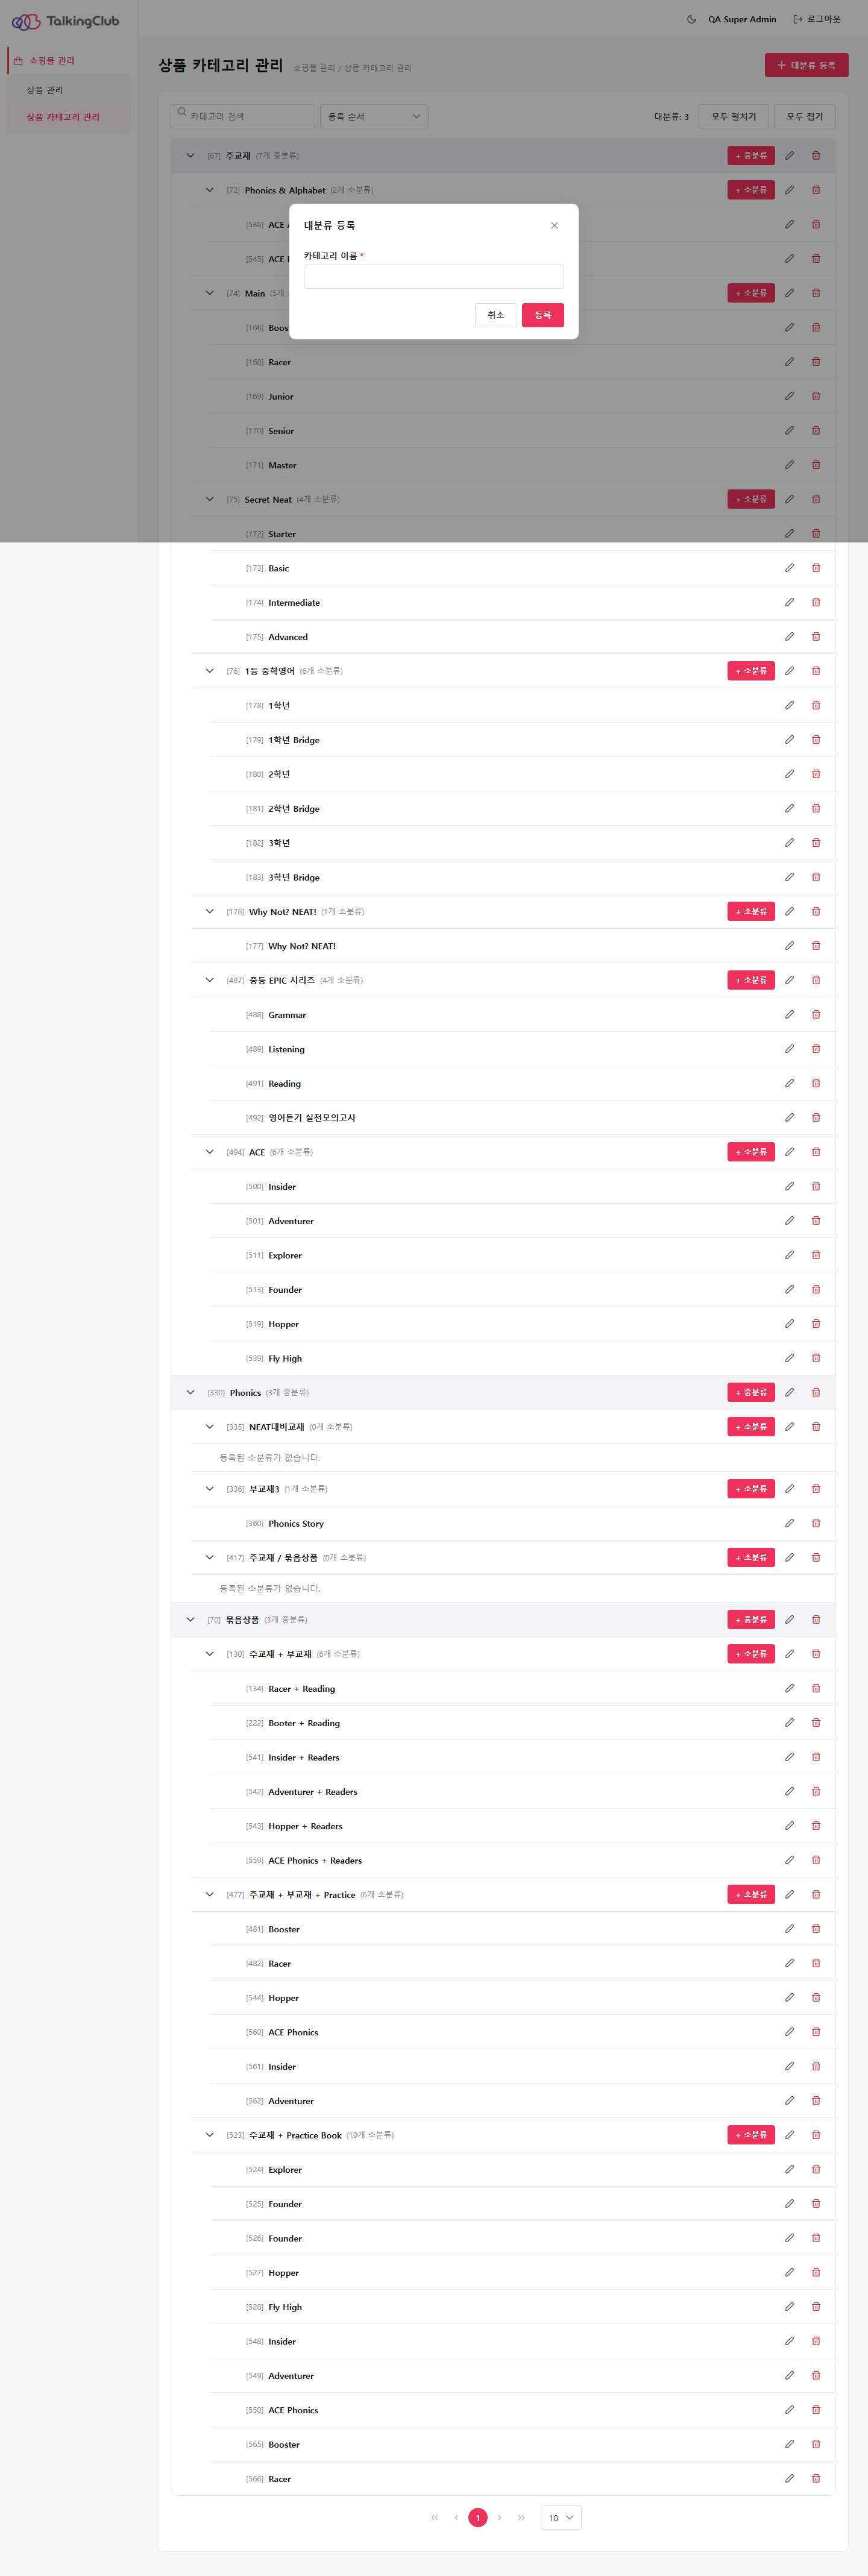 TalkingClub
QA Super Admin 로그아웃
쇼핑몰 관리
상품 관리
상품 카테고리 관리
상품 카테고리 관리 쇼핑몰 관리 / 상품 카테고리 관리
대분류 등록
카테고리 검색 등록 순서 대분류: 3 모두 펼치기 모두 접기
[67] 주교재 (7개 중분류) + 중분류
[72] Phonics & Alphabet (2개 소분류) + 소분류
[536] ACE
[545] ACE
[74] Main (5개 + 소분류
[166]
[168] Racer
[169] Junior
[170] Senior
[171] Master
대분류 등록
카테고리 이름 *
취소 등록
[75] Secret Neat (4개 소분류) + 소분류
[172] Starter
[173] Basic
[174] Intermediate
[175] Advanced
[76] 1등 중학영어 (6개 소분류) + 소분류
[178] 1학년
[179] 1학년 Bridge
[180] 2학년
[181] 2학년 Bridge
[182] 3학년
[183] 3학년 Bridge
[176] Why Not? NEAT! (1개 소분류) + 소분류
[177] Why Not? NEAT!
[487] 중등 EPIC 시리즈 (4개 소분류) + 소분류
[488] Grammar
[489] Listening
[491] Reading
[492] 영어듣기 실전모의고사
[494] ACE (6개 소분류) + 소분류
[500] Insider
[501] Adventurer
[511] Explorer
[513] Founder
[519] Hopper
[539] Fly High
[330] Phonics (3개 중분류) + 중분류
[335] NEAT대비교재 (0개 소분류) + 소분류
등록된 소분류가 없습니다.
[336] 부교재3 (1개 소분류) + 소분류
[360] Phonics Story
[417] 주교재 / 묶음상품 (0개 소분류) + 소분류
등록된 소분류가 없습니다.
[70] 묶음상품 (3개 중분류) + 중분류
[130] 주교재 + 부교재 (6개 소분류) + 소분류
[134] Racer + Reading
[222] Booter + Reading
[541] Insider + Readers
[542] Adventurer + Readers
[543] Hopper + Readers
[559] ACE Phonics + Readers
[477] 주교재 + 부교재 + Practice (6개 소분류) + 소분류
[481] Booster
[482] Racer
[544] Hopper
[560] ACE Phonics
[561] Insider
[562] Adventurer
[523] 주교재 + Practice Book (10개 소분류) + 소분류
[524] Explorer
[525] Founder
[526] Founder
[527] Hopper
[528] Fly High
[548] Insider
[549] Adventurer
[550] ACE Phonics
[565] Booster
[566] Racer
1 10